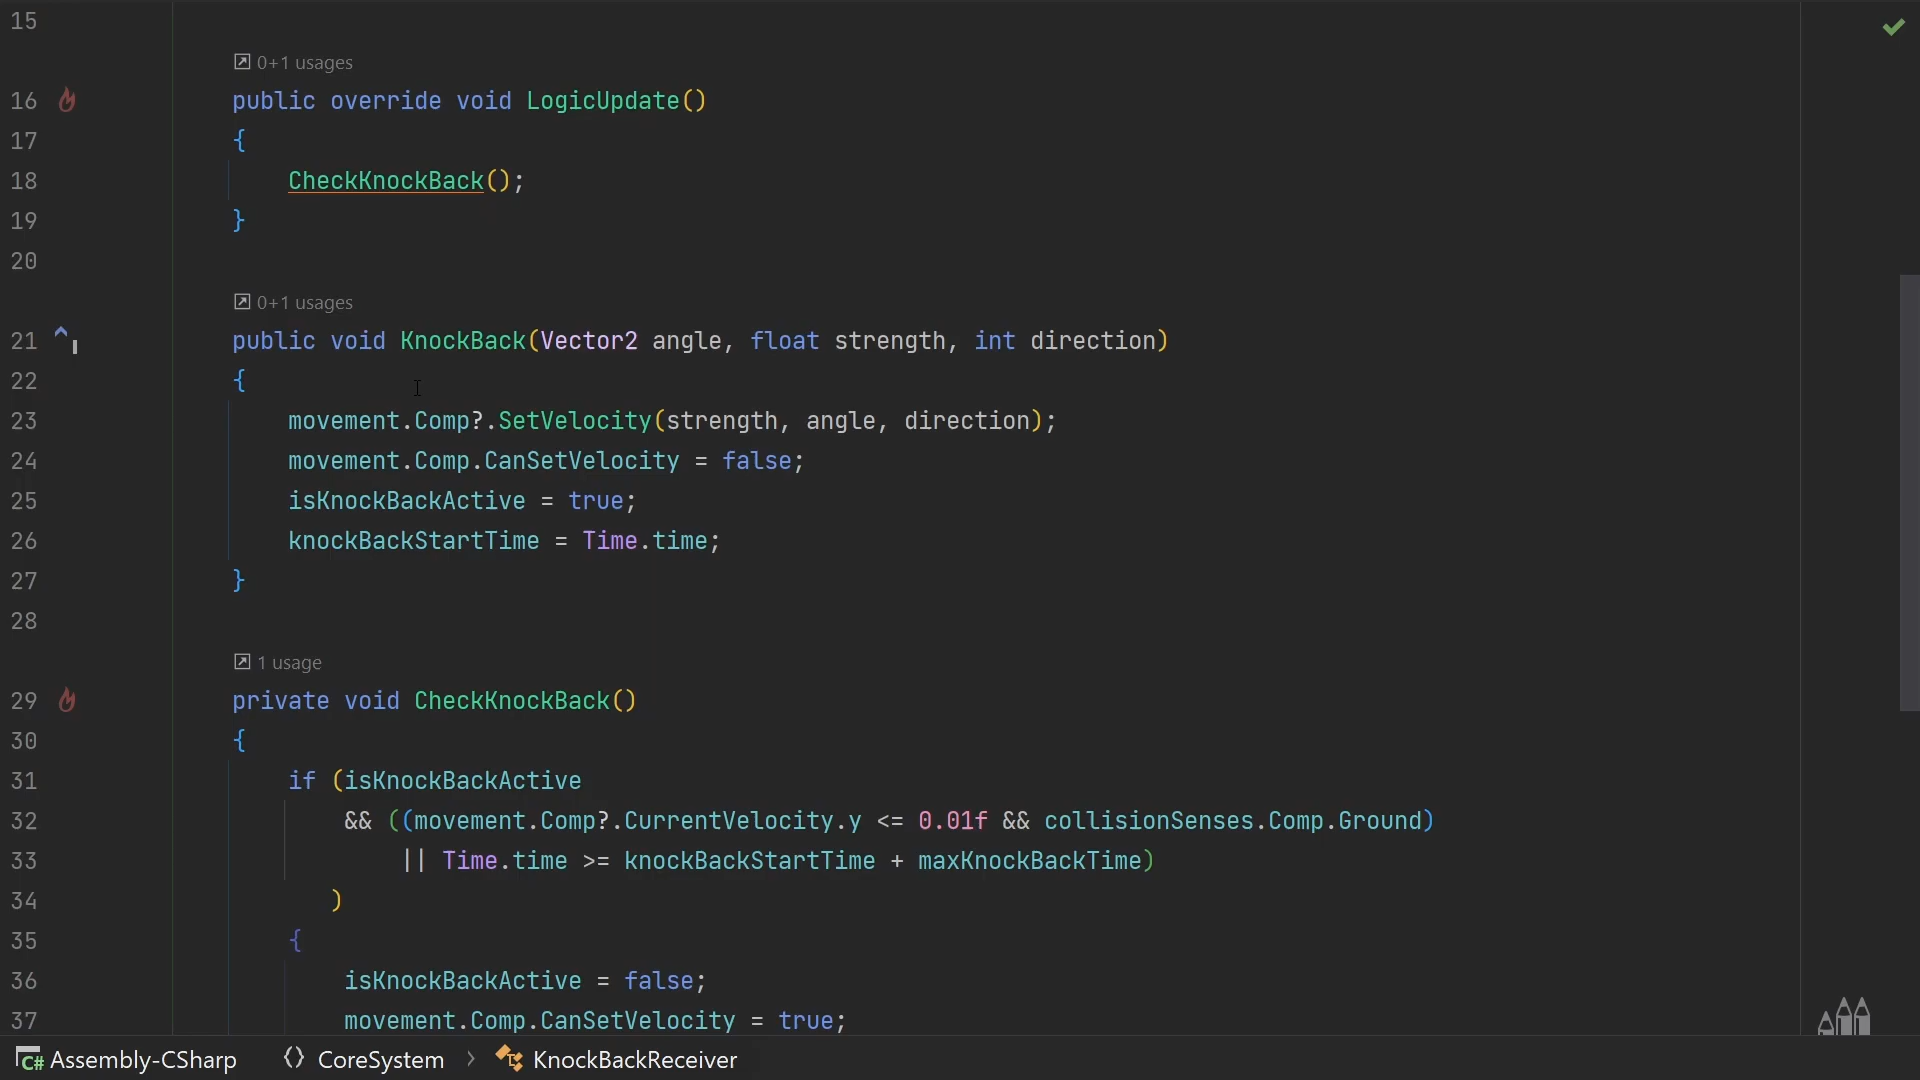 15
0+1 usages
16 public override void LogicUpdate()
17 {
18 CheckKnockBack();
19 }
20
0+1 usages
21 public void KnockBack(Vector2 angle, float strength, int direction)
22 {
23 movement.Comp?.SetVelocity(strength, angle, direction);
24 movement.Comp.CanSetVelocity = false;
25 isKnockBackActive = true;
26 knockBackStartTime = Time.time;
27 }
28
1 usage
29 private void CheckKnockBack()
30 {
31 if (isKnockBackActive
32 && ((movement.Comp?.CurrentVelocity.y <= 0.01f && collisionSenses.Comp.Ground)
33 || Time.time >= knockBackStartTime + maxKnockBackTime)
34 )
35 {
36 isKnockBackActive = false;
37 movement.Comp.CanSetVelocity = true;
C# Assembly-CSharp {} CoreSystem > KnockBackReceiver